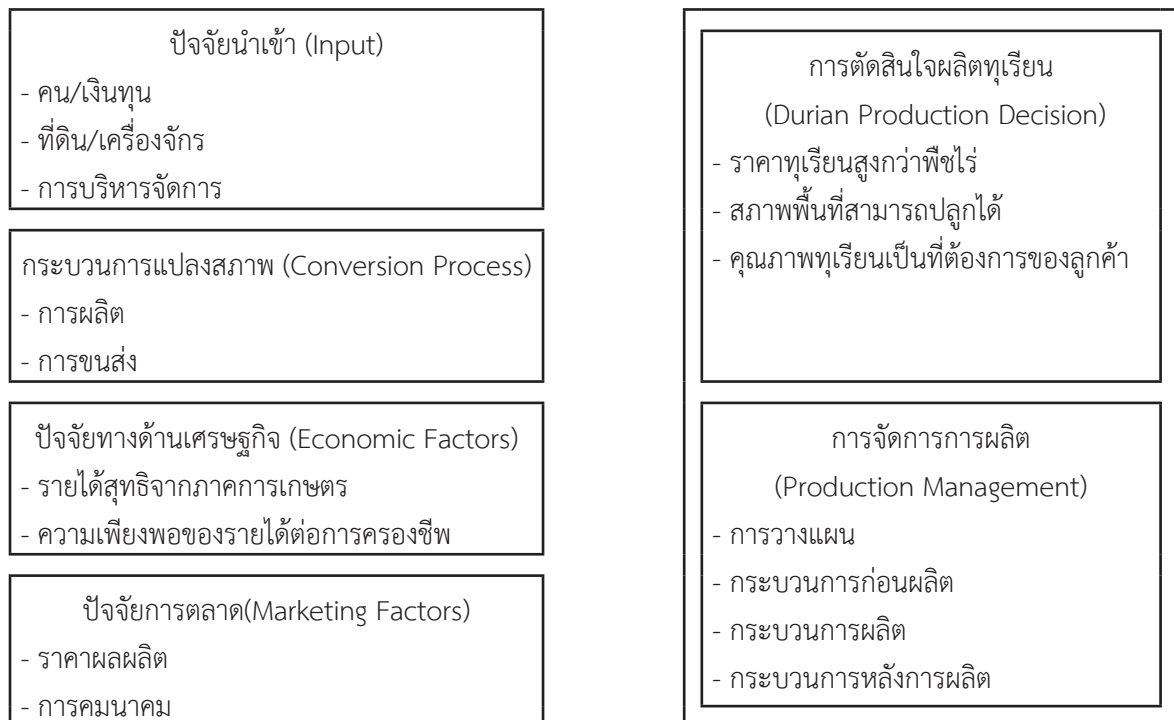 ปัจจัยนำเข้า (Input)
- คน/เงินทุน
- ที่ดิน/เครื่องจักร
- การบริหารจัดการ
กระบวนการแปลงสภาพ (Conversion Process)
- การผลิต
- การขนส่ง
ปัจจัยทางด้านเศรษฐกิจ (Economic Factors)
- รายได้สุทธิจากภาคการเกษตร
- ความเพียงพอของรายได้ต่อการครองชีพ
ปัจจัยการตลาด(Marketing Factors)
- ราคาผลผลิต
- การคมนาคม
การตัดสินใจผลิตทุเรียน
(Durian Production Decision)
- ราคาทุเรียนสูงกว่าพืชไร่
- สภาพพื้นที่สามารถปลูกได้
- คุณภาพทุเรียนเป็นที่ต้องการของลูกค้า
การจัดการการผลิต
(Production Management)
- การวางแผน
- กระบวนการก่อนผลิต
- กระบวนการผลิต
- กระบวนการหลังการผลิต